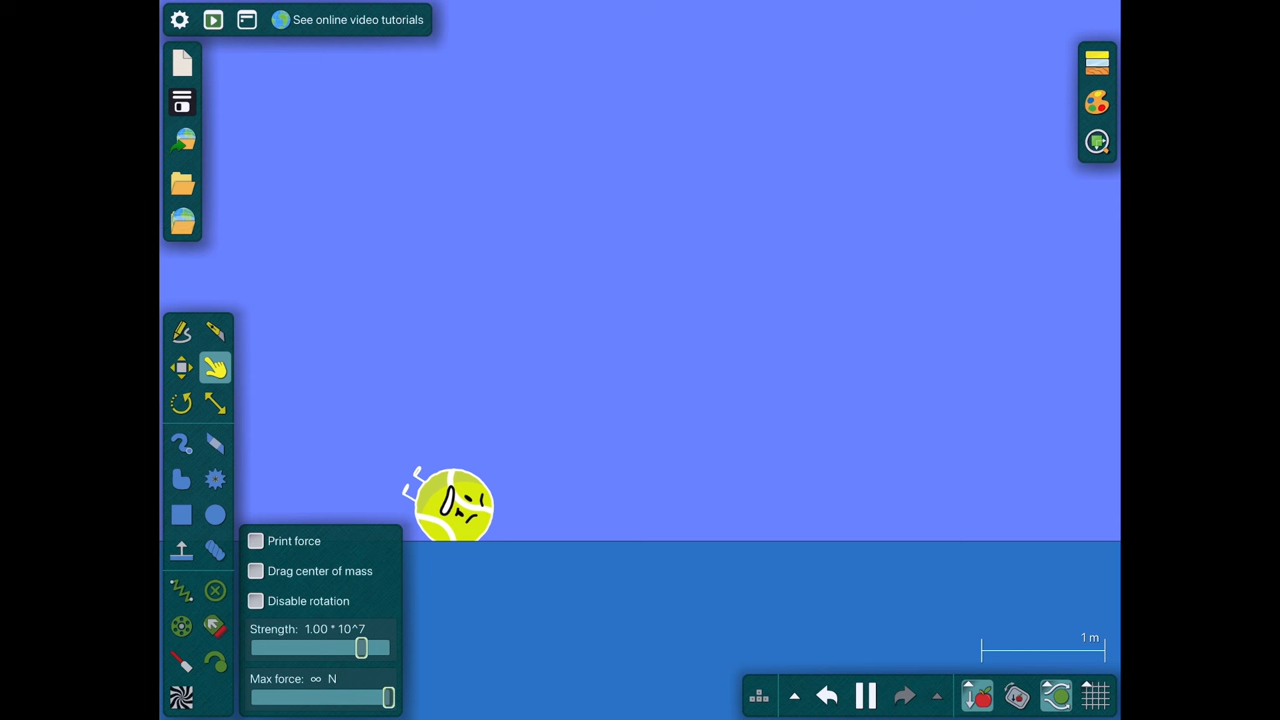 See online video tutorials
Print force
Drag center of mass
Disable rotation
Strength: 1.00 * 10^7
Max force: ∞ N
1 m